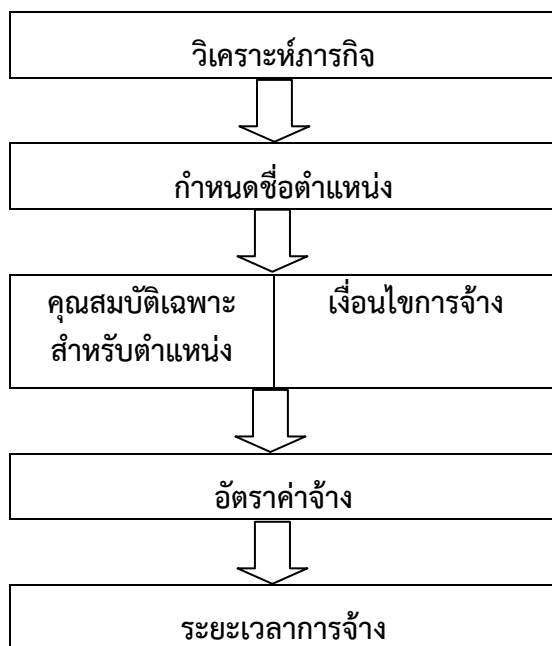 วิเคราะห์ภารกิจ
กำหนดชื่อตำแหน่ง
คุณสมบัติเฉพาะ
สำหรับตำแหน่ง
เงื่อนไขการจ้าง
อัตราค่าจ้าง
ระยะเวลาการจ้าง